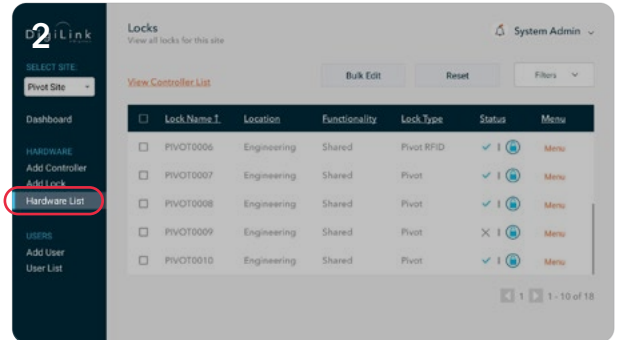 2
DigiLink
SELECT SITE:
Pivot Site
Dashboard
HARDWARE
Add Controller
Add Lock
Hardware List
USERS
Add User
User List
Locks
View all locks for this site
System Admin
View Controller List
Bulk Edit
Reset
Filters
Lock Name ↑ Location Functionality Lock Type Status Menu
PIVOT0006 Engineering Shared Pivot RFID Menu
PIVOT0007 Engineering Shared Pivot Menu
PIVOT0008 Engineering Shared Pivot Menu
PIVOT0009 Engineering Shared Pivot Menu
PIVOT0010 Engineering Shared Pivot Menu
1 1 - 10 of 18